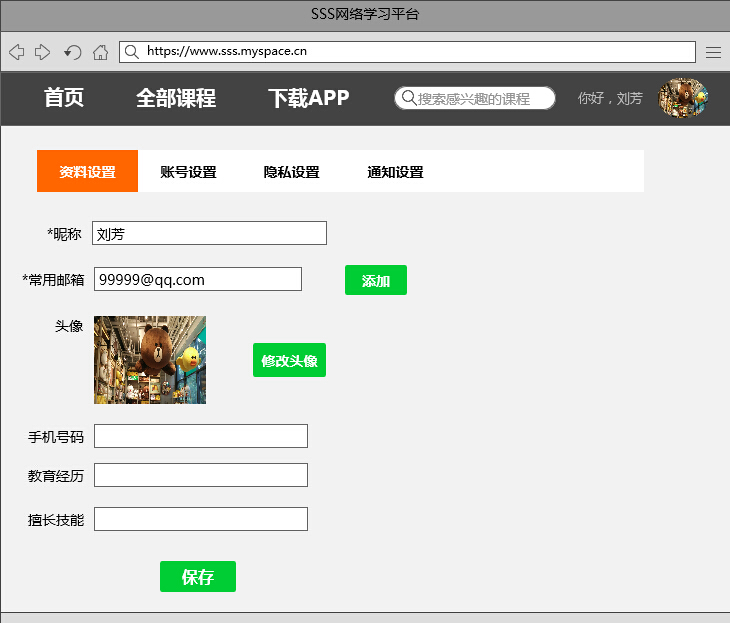 SSS网络学习平台
https://www.sss.myspace.cn
首页 全部课程 下载APP 搜索感兴趣的课程 你好，刘芳
资料设置 账号设置 隐私设置 通知设置
*昵称 刘芳
*常用邮箱 99999@qq.com 添加
头像
修改头像
手机号码
教育经历
擅长技能
保存